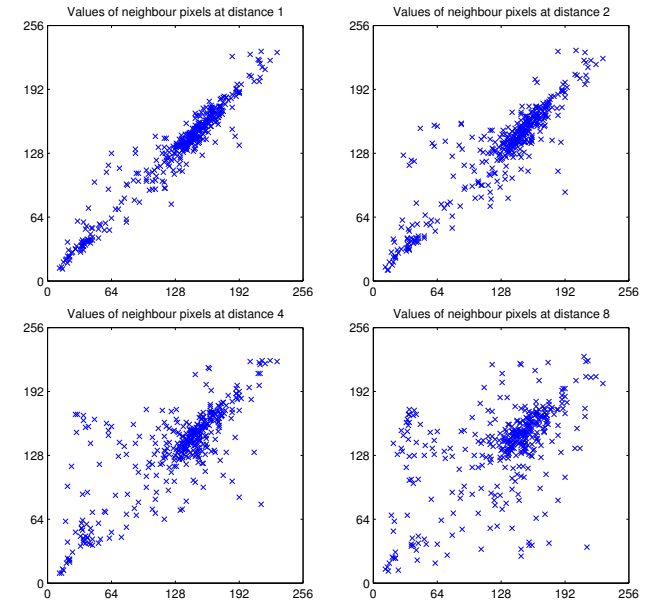 Values of neighbour pixels at distance 1
256
192
128
64
0
0 64 128 192 256
Values of neighbour pixels at distance 2
256
192
128
64
0
0 64 128 192 256
Values of neighbour pixels at distance 4
256
192
128
64
0
0 64 128 192 256
Values of neighbour pixels at distance 8
256
192
128
64
0
0 64 128 192 256